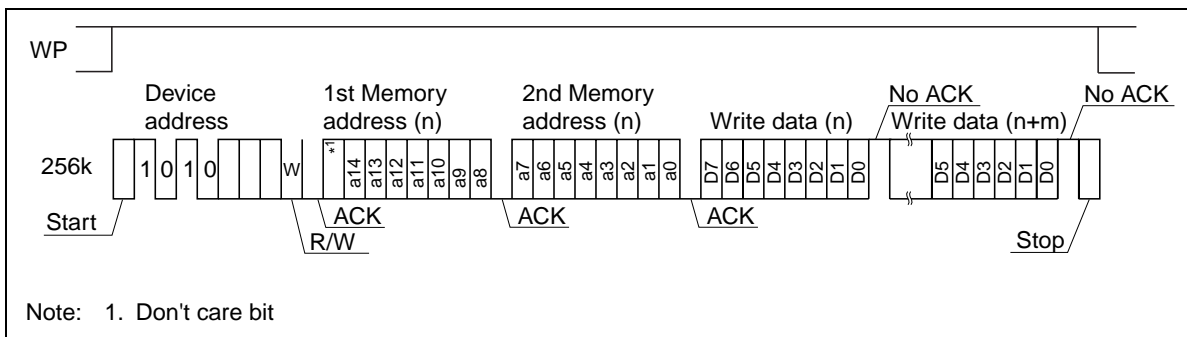 WP
Device
address
1st Memory
address (n)
2nd Memory
address (n)
Write data (n)
No ACK
Write data (n+m)
No ACK
256k
1 0 1 0 W *1 a14 a13 a12 a11 a10 a9 a8 a7 a6 a5 a4 a3 a2 a1 a0 D7 D6 D5 D4 D3 D2 D1 D0 D5 D4 D3 D2 D1 D0
Start
ACK
R/W
ACK
ACK
Stop
Note: 1. Don't care bit